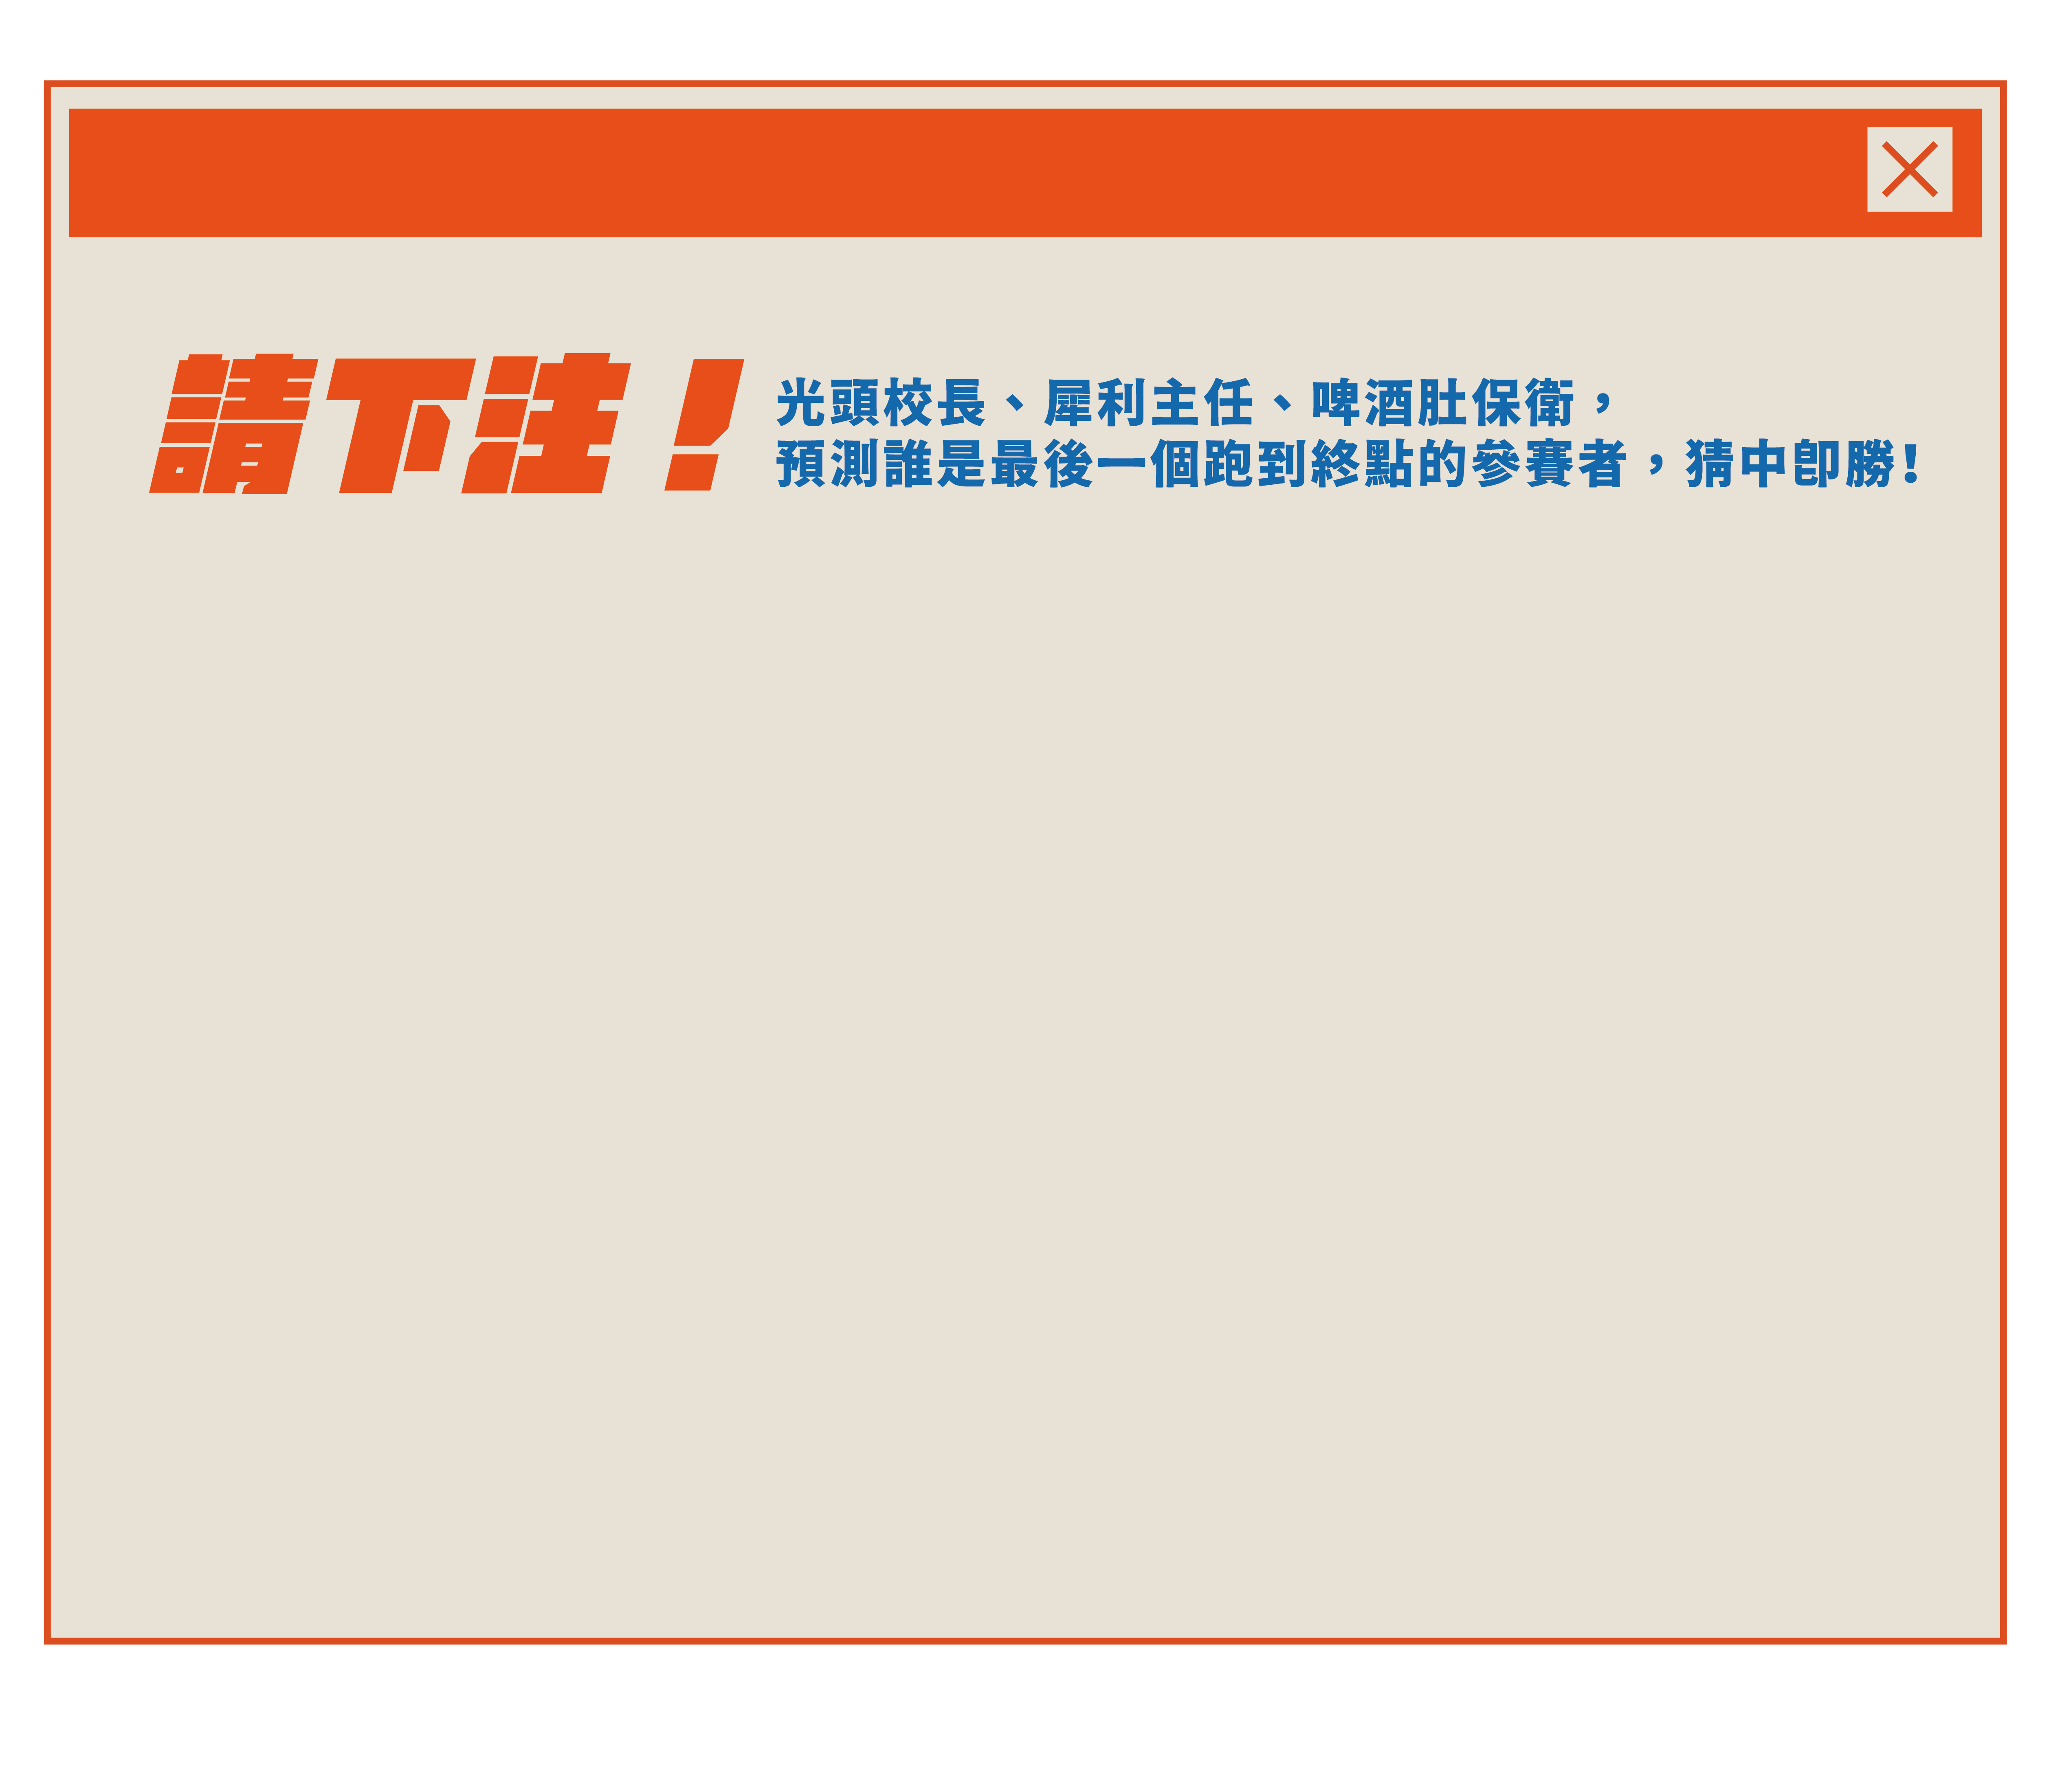 請下注！
光頭校長、犀利主任、啤酒肚保衛，
預測誰是最後一個跑到終點的參賽者，猜中即勝！